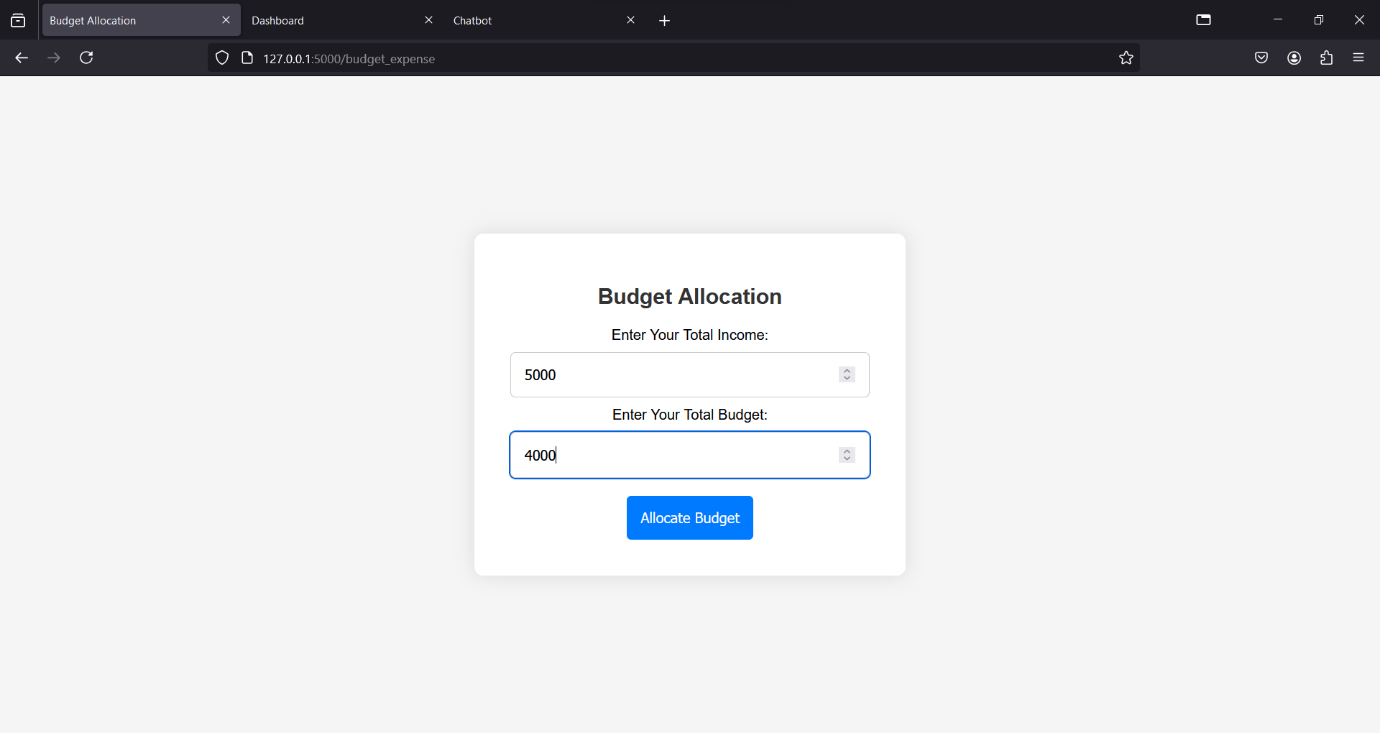 Budget Allocation
Dashboard
Chatbot
127.0.0.1:5000/budget_expense
Budget Allocation
Enter Your Total Income:
5000
Enter Your Total Budget:
4000
Allocate Budget